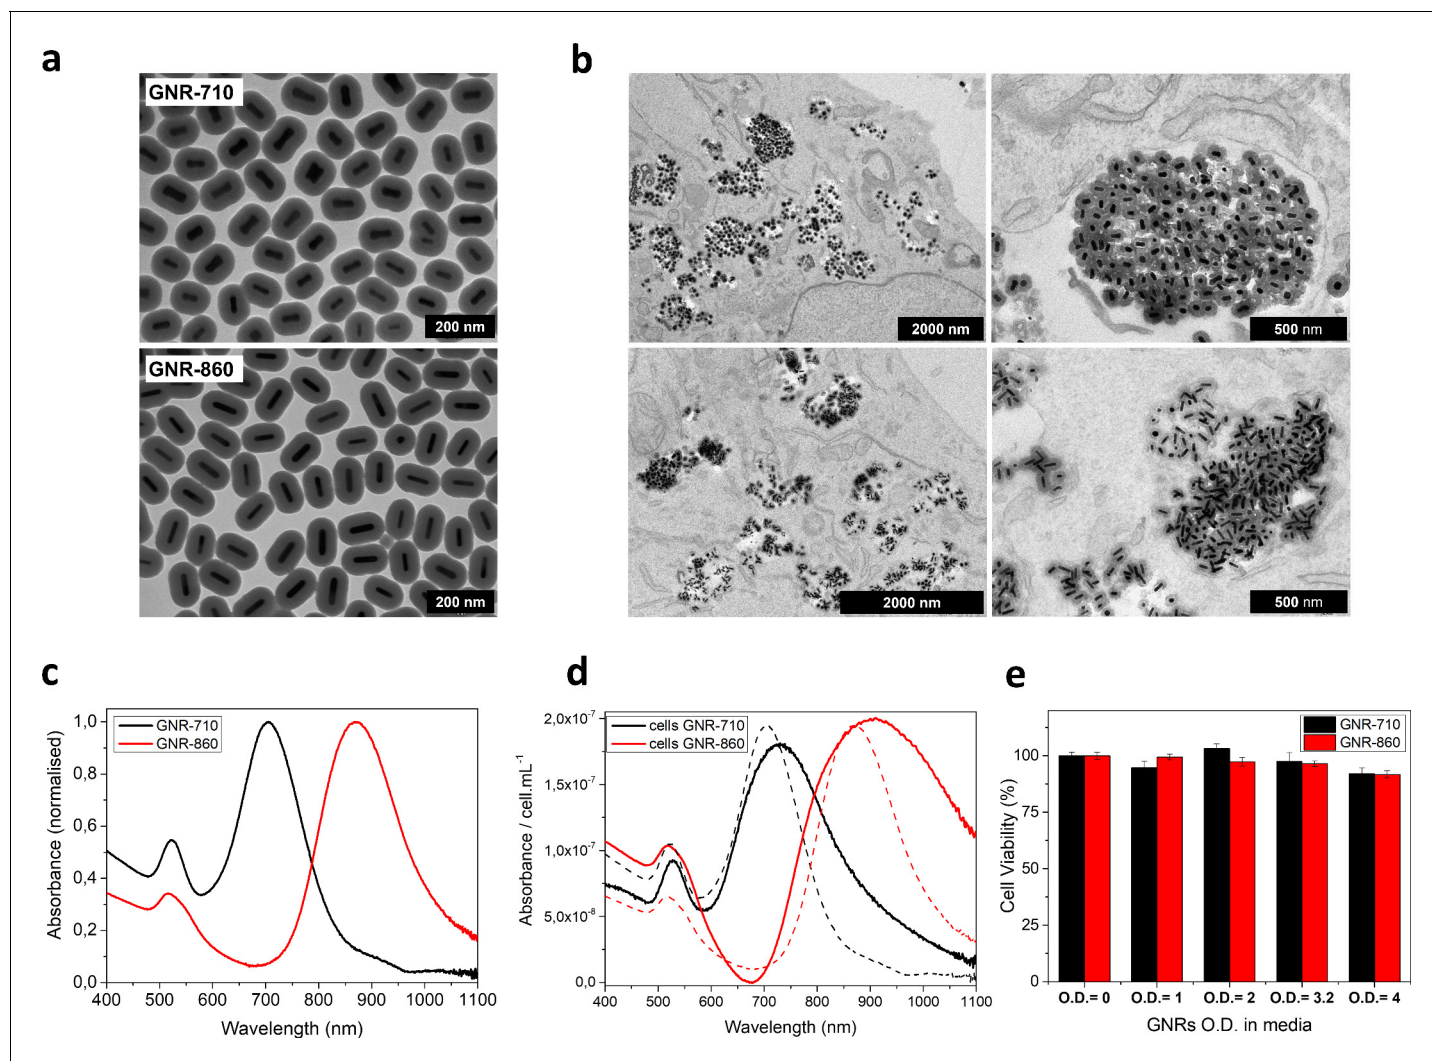 a
GNR-710
200 nm
GNR-860
200 nm
b
2000 nm
500 nm
2000 nm
500 nm
c
Absorbance (normalised)
1,0
0,8
0,6
0,4
0,2
0,0
GNR-710
GNR-860
400 500 600 700 800 900 1000 1100
Wavelength (nm)
d
Absorbance / cell.mL⁻¹
2,0x10⁻⁷
1,5x10⁻⁷
1,0x10⁻⁷
5,0x10⁻⁸
0,0
cells GNR-710
cells GNR-860
400 500 600 700 800 900 1000 1100
Wavelength (nm)
e
Cell Viability (%)
100
75
50
25
0
GNR-710
GNR-860
O.D.= 0 O.D.= 1 O.D.= 2 O.D.= 3.2 O.D.= 4
GNRs O.D. in media